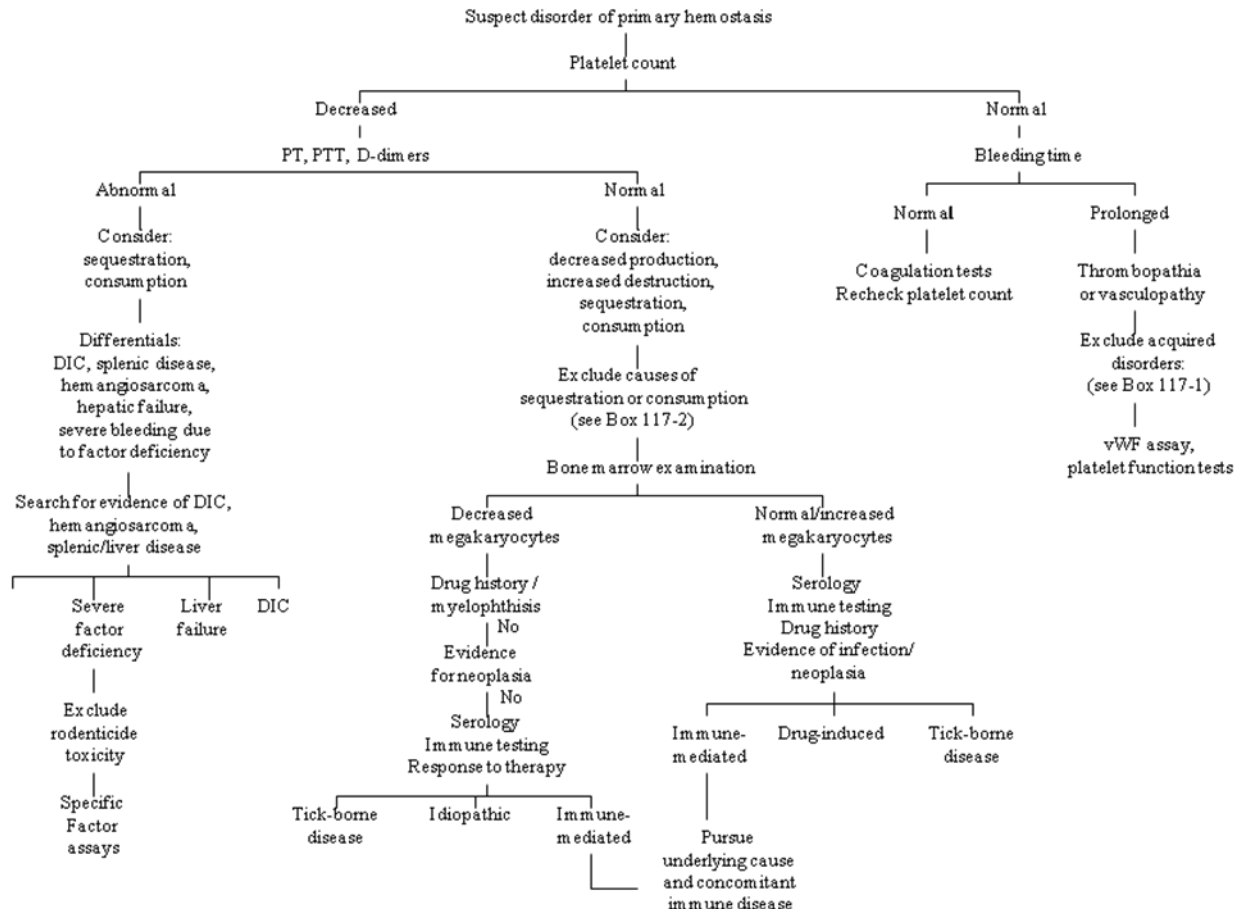 Suspect disorder of primary hemostasis
Platelet count
Decreased
Normal
PT, PTT, D-dimers
Bleeding time
Abnormal
Normal
Normal
Prolonged
Consider:
sequestration,
consumption
Consider:
decreased production,
increased destruction,
sequestration,
consumption
Coagulation tests
Recheck platelet count
Thrombopathia
or vasculopathy
Differentials:
DIC, splenic disease,
hemangiosarcoma,
hepatic failure,
severe bleeding due
to factor deficiency
Exclude causes of
sequestration or consumption
(see Box 117-2)
Exclude acquired
disorders:
(see Box 117-1)
vWF assay,
platelet function tests
Bone marrow examination
Search for evidence of DIC,
hemangiosarcoma,
splenic/liver disease
Decreased
megakaryocytes
Normal/increased
megakaryocytes
Severe
factor
deficiency
Liver
failure
DIC
Drug history /
myelophthisis
No
Evidence
for neoplasia
No
Serology
Immune testing
Response to therapy
Serology
Immune testing
Drug history
Evidence of infection/
neoplasia
Exclude
rodenticide
toxicity
Specific
Factor
assays
Tick-borne
disease
Idiopathic
Immune-
mediated
Immune-
mediated
Drug-induced
Tick-borne
disease
Pursue
underlying cause
and concomitant
immune disease